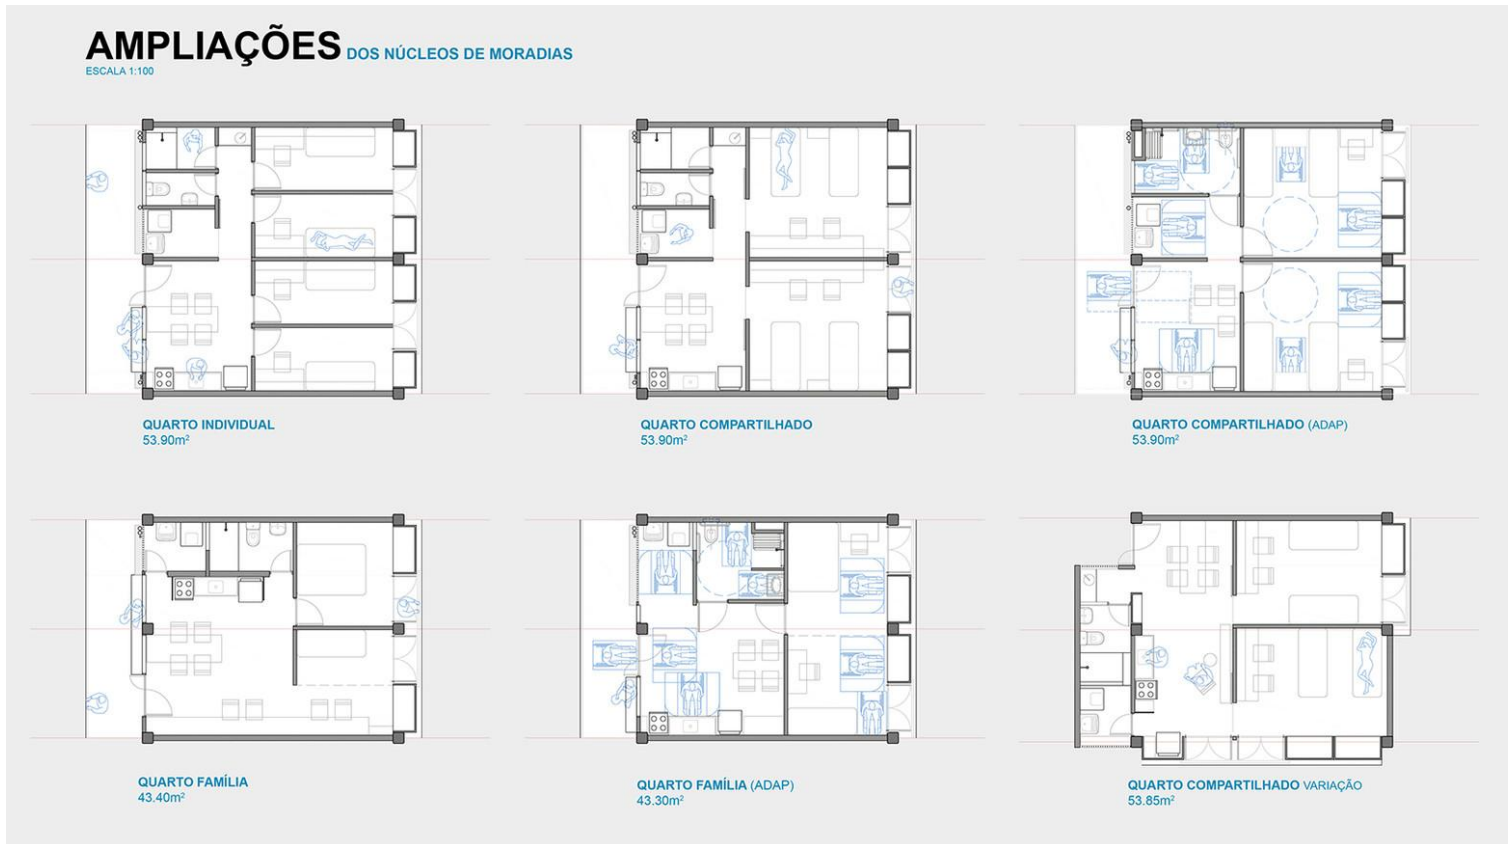 AMPLIAÇÕES DOS NÚCLEOS DE MORADIAS
ESCALA 1:100
QUARTO INDIVIDUAL
53.90m²
QUARTO COMPARTILHADO
53.90m²
QUARTO COMPARTILHADO (ADAP)
53.90m²
QUARTO FAMÍLIA
43.40m²
QUARTO FAMÍLIA (ADAP)
43.30m²
QUARTO COMPARTILHADO VARIAÇÃO
53.85m²